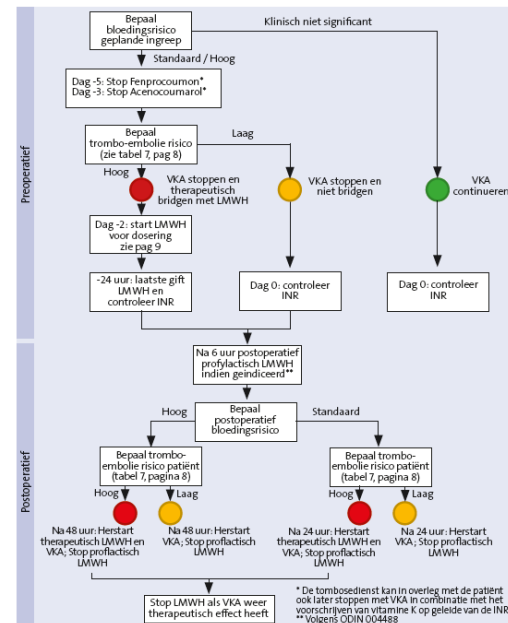 Preoperatief
Bepaal
bloedingsrisico
geplande ingreep
Klinisch niet significant
Standaard / Hoog
Dag -5: Stop Fenprocoumon*
Dag -3: Stop Acenocoumarol*
Bepaal
trombo-embolie risico
(zie tabel 7, pag 8)
Laag
Hoog
VKA stoppen en
therapeutisch
bridgen met LMWH
VKA stoppen en
niet bridgen
VKA
continueren
Dag -2: start LMWH
voor dosering
zie pag 9
-24 uur: laatste gift
LMWH en
controleer INR
Dag 0: controleer
INR
Dag 0: controleer
INR
Postoperatief
Na 6 uur postoperatief
profylactisch LMWH
indien geïndiceerd**
Hoog
Bepaal
postoperatief
bloedingsrisico
Standaard
Bepaal trombo-
embolie risico patiënt
(tabel 7, pagina 8)
Hoog
Laag
Bepaal trombo-
embolie risico patiënt
(tabel 7, pagina 8)
Hoog
Laag
Na 48 uur: Herstart
therapeutisch LMWH en
VKA; Stop proflactisch
LMWH
Na 48 uur: Herstart
VKA; Stop proflactisch
LMWH
Na 24 uur: Herstart
therapeutisch LMWH en
VKA; Stop proflactisch
LMWH
Na 24 uur: Herstart
VKA; Stop proflactisch
LMWH
Stop LMWH als VKA weer
therapeutisch effect heeft
* De tombosedienst kan in overleg met de patiënt
ook later stoppen met VKA in combinatie met het
voorschrijven van vitamine K op geleide van de INR
** Volgens ODIN 004488